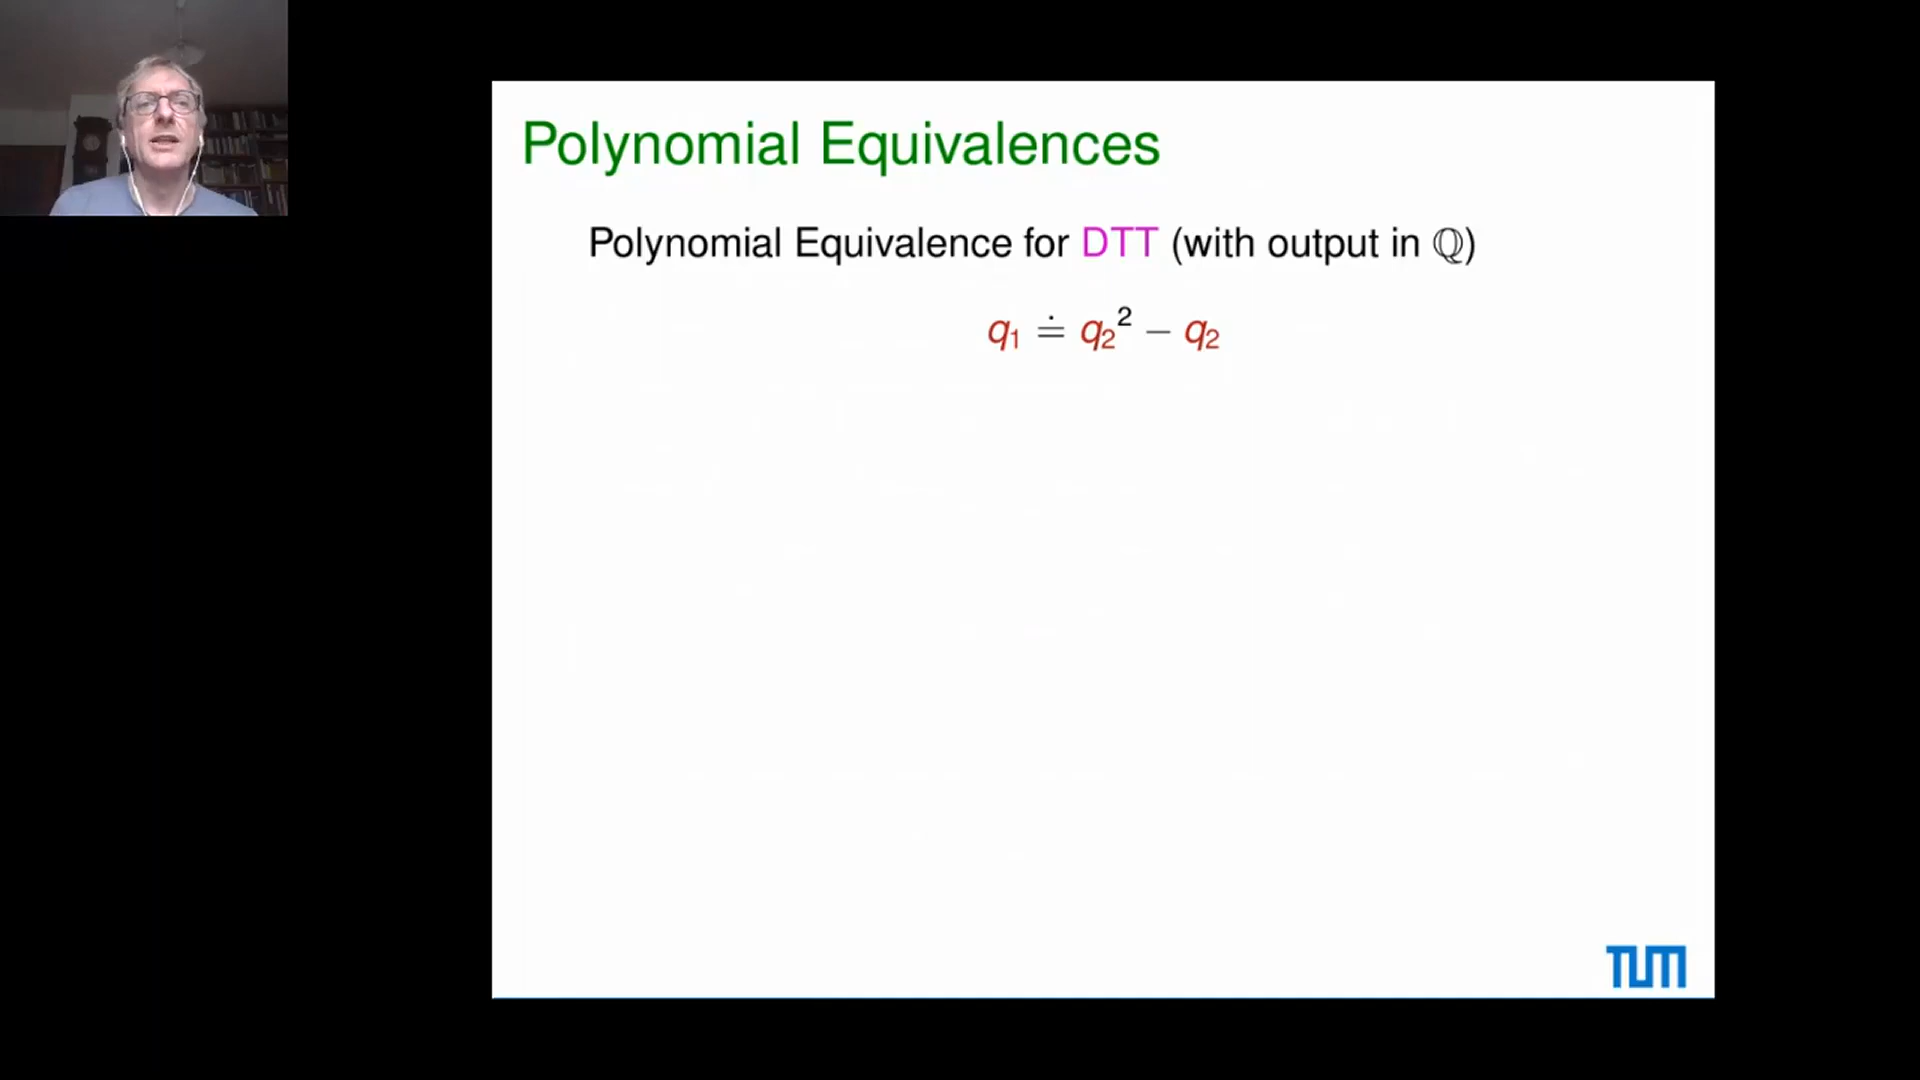 Polynomial Equivalences
Polynomial Equivalence for DTT (with output in ℚ)
q₁ ≐ q₂² − q₂
TUM